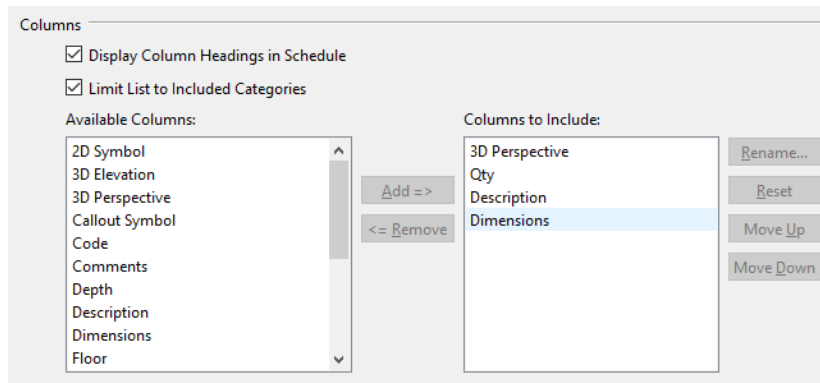 Columns
Display Column Headings in Schedule
Limit List to Included Categories
Available Columns:
2D Symbol
3D Elevation
3D Perspective
Callout Symbol
Code
Comments
Depth
Description
Dimensions
Floor
Add =>
<= Remove
Columns to Include:
3D Perspective
Qty
Description
Dimensions
Rename...
Reset
Move Up
Move Down